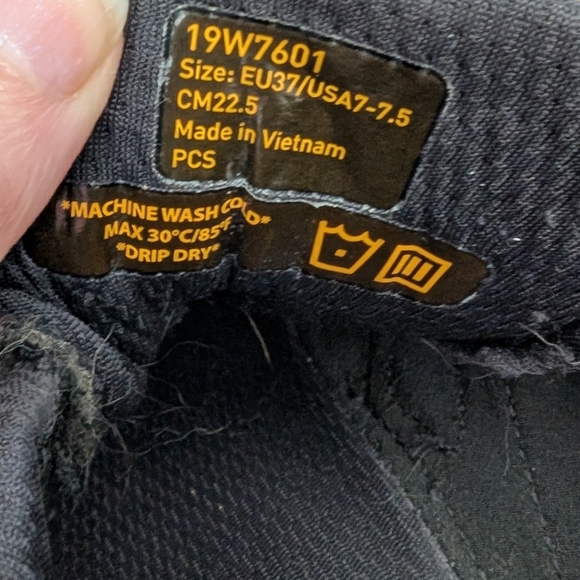 19W7601
Size: EU37/USA7-7.5
CM22.5
Made in Vietnam
PCS
*MACHINE WASH COLD*
MAX 30°C/85°F
*DRIP DRY*